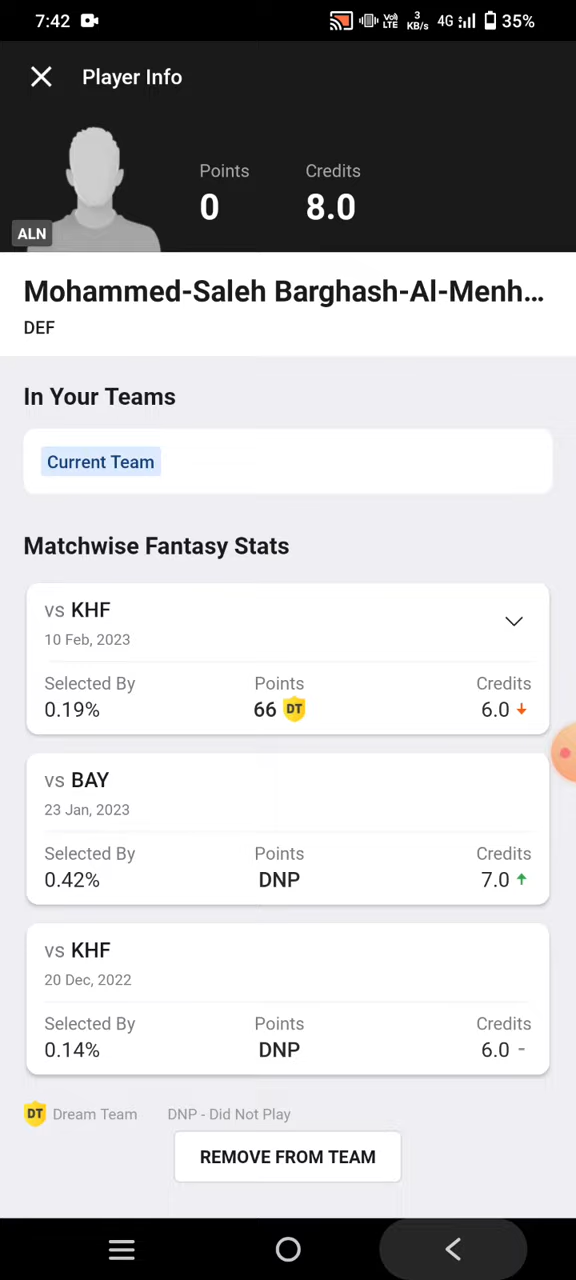 7:42 Vo) LTE 3 KB/s 4G 35%
Player Info
Points Credits
0 8.0
ALN
Mohammed-Saleh Barghash-Al-Menh...
DEF
In Your Teams
Current Team
Matchwise Fantasy Stats
vs KHF
10 Feb, 2023
Selected By Points Credits
0.19% 66 DT 6.0
vs BAY
23 Jan, 2023
Selected By Points Credits
0.42% DNP 7.0
vs KHF
20 Dec, 2022
Selected By Points Credits
0.14% DNP 6.0 -
DT Dream Team DNP - Did Not Play
REMOVE FROM TEAM